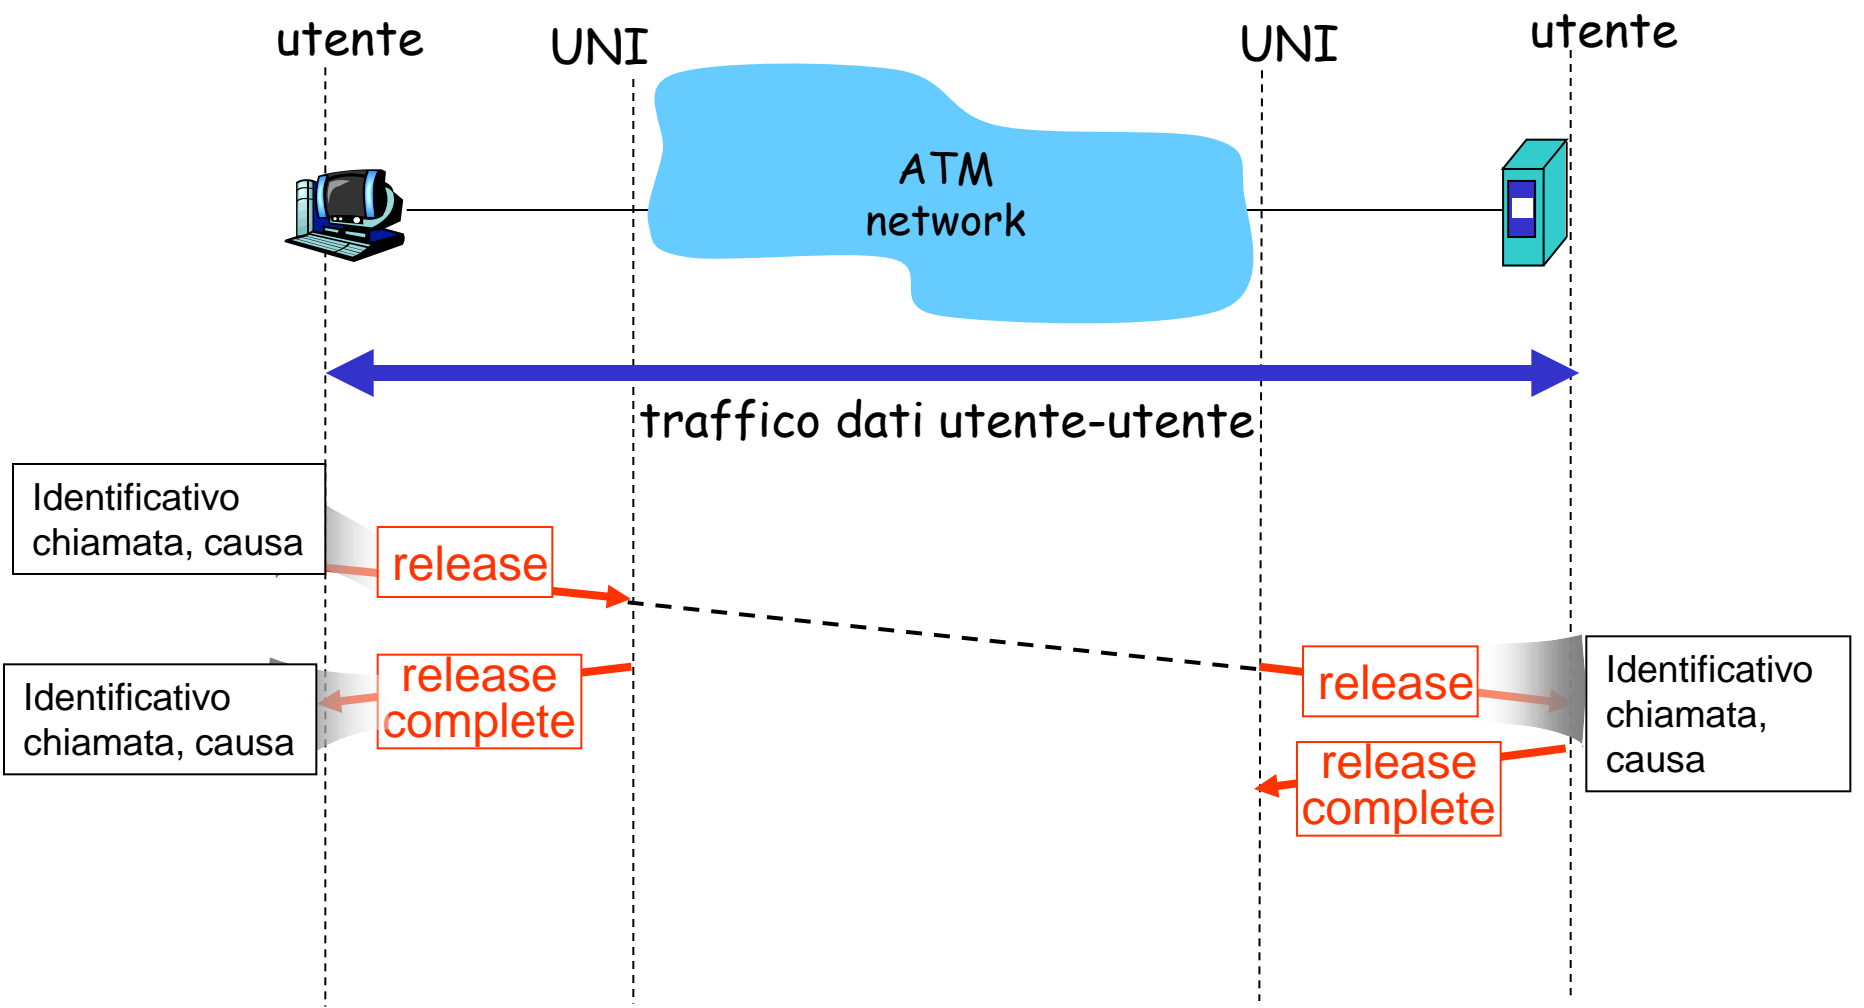 utente
UNI
UNI
utente
ATM
network
traffico dati utente-utente
Identificativo
chiamata, causa
release
release
complete
Identificativo
chiamata, causa
release
Identificativo
chiamata,
causa
release
complete